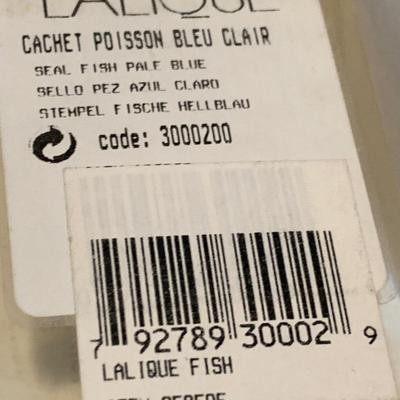 LALIQUE
CACHET POISSON BLEU CLAIR
SEAL FISH PALE BLUE
SELLO PEZ AZUL CLARO
STEMPEL FISCHE HELLBLAU
code: 3000200
7 92789 30002 9
LALIQUE FISH